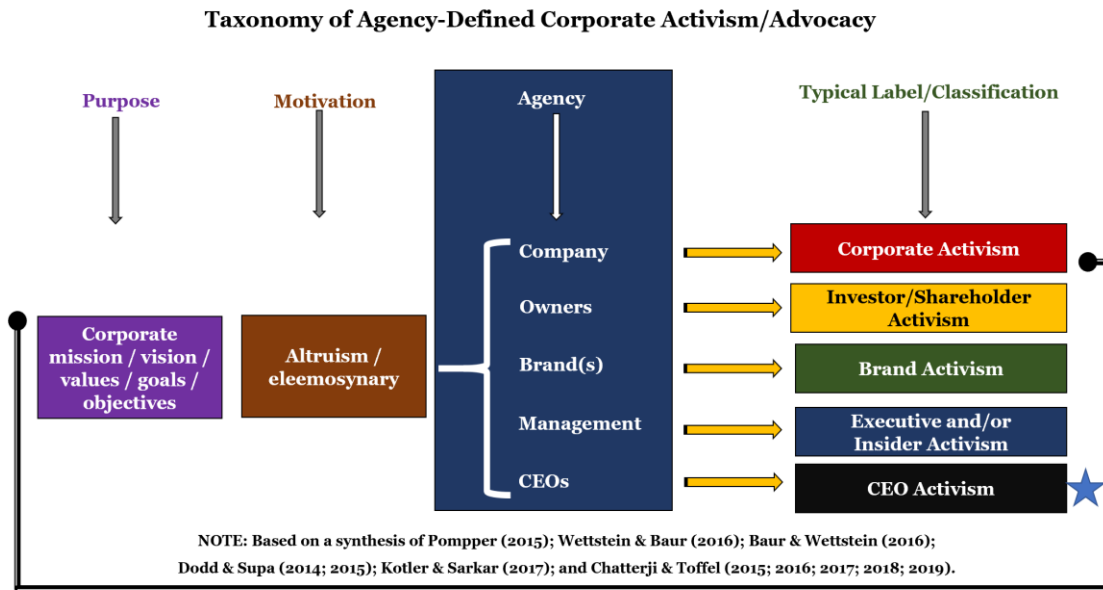 Taxonomy of Agency-Defined Corporate Activism/Advocacy
Purpose
Motivation
Agency
Typical Label/Classification
Corporate
mission / vision /
values / goals /
objectives
Altruism /
eleemosynary
Company
Owners
Brand(s)
Management
CEOs
Corporate Activism
Investor/Shareholder
Activism
Brand Activism
Executive and/or
Insider Activism
CEO Activism
NOTE: Based on a synthesis of Pompper (2015); Wettstein & Baur (2016); Baur & Wettstein (2016);
Dodd & Supa (2014; 2015); Kotler & Sarkar (2017); and Chatterji & Toffel (2015; 2016; 2017; 2018; 2019).